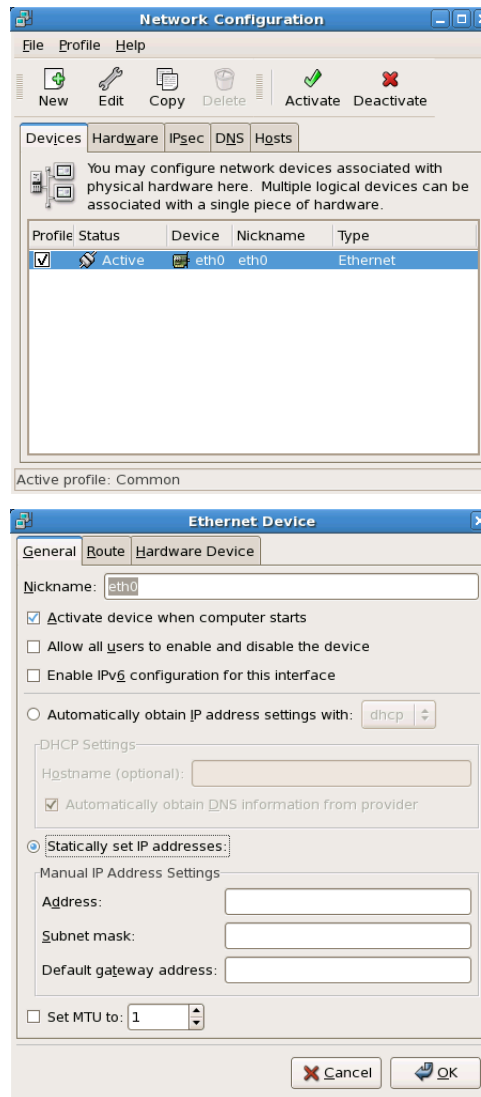 Network Configuration
File Profile Help
New Edit Copy Delete Activate Deactivate
Devices Hardware IPsec DNS Hosts
You may configure network devices associated with
physical hardware here. Multiple logical devices can be
associated with a single piece of hardware.
Profile Status Device Nickname Type
Active eth0 eth0 Ethernet
Active profile: Common
Ethernet Device
General Route Hardware Device
Nickname: eth0
Activate device when computer starts
Allow all users to enable and disable the device
Enable IPv6 configuration for this interface
Automatically obtain IP address settings with: dhcp
DHCP Settings
Hostname (optional):
Automatically obtain DNS information from provider
Statically set IP addresses:
Manual IP Address Settings
Address:
Subnet mask:
Default gateway address:
Set MTU to: 1
Cancel OK